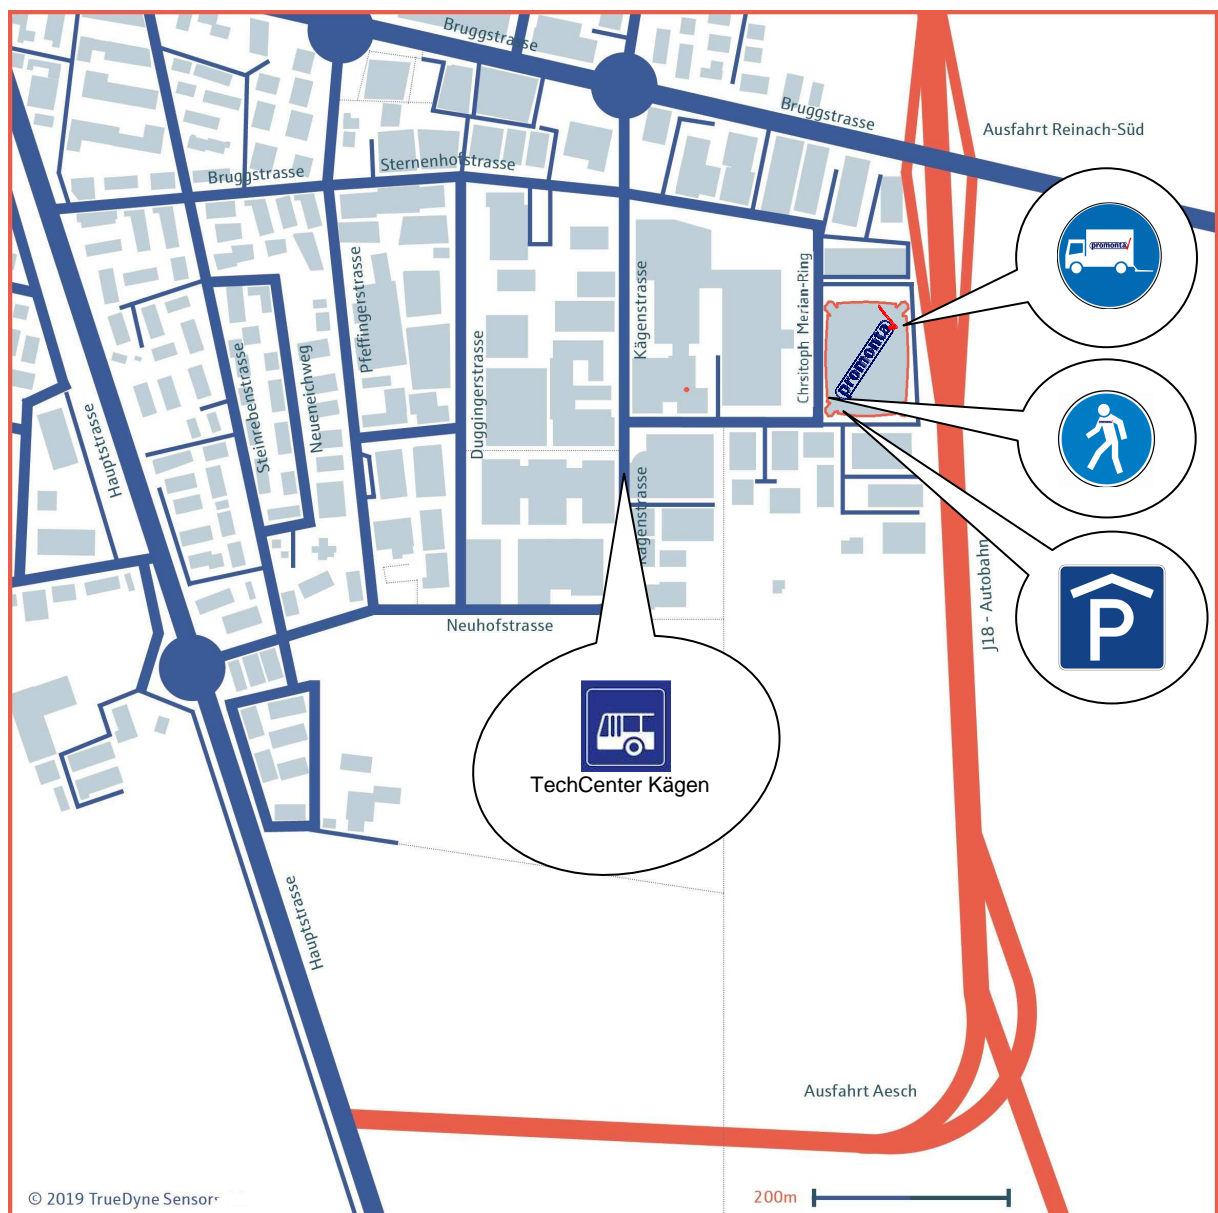 Bruggstrasse
Bruggstrasse
Ausfahrt Reinach-Süd
Sternenhofstrasse
Bruggstrasse
promonta
Kägenstrasse
Chrsitoph Merian-Ring
Pfeffingerstrasse
promonta
Duggingerstrasse
Steinrebenstrasse
Neueneichweg
Hauptstrasse
Kägenstrasse
J18 - Autobahn
P
Neuhofstrasse
TechCenter Kägen
Hauptstrasse
Ausfahrt Aesch
© 2019 TrueDyne Sensors
200m